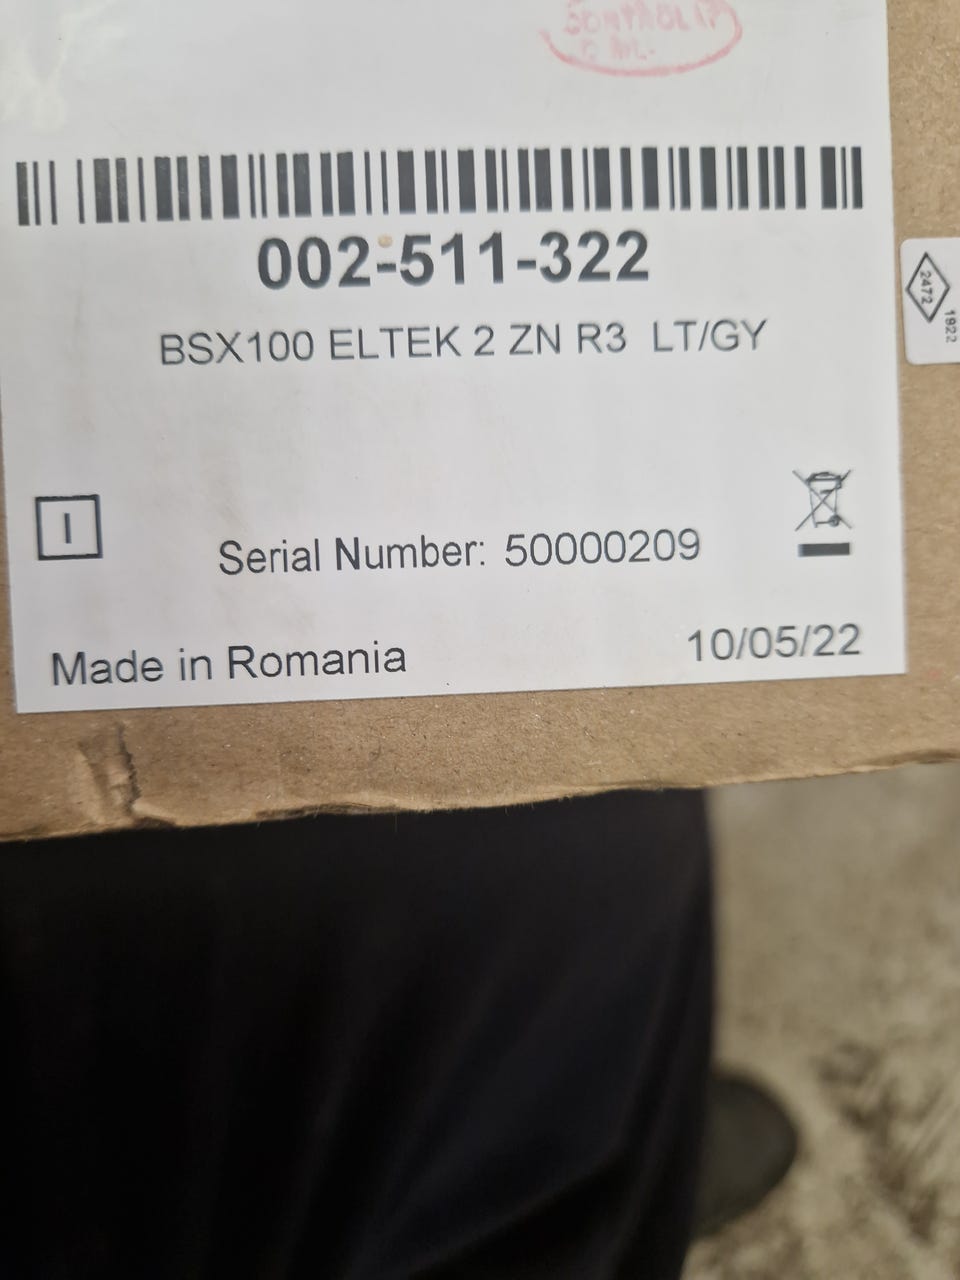 CONTROL
002-511-322
BSX100 ELTEK 2 ZN R3 LT/GY
2472
1922
I
Serial Number: 50000209
Made in Romania
10/05/22